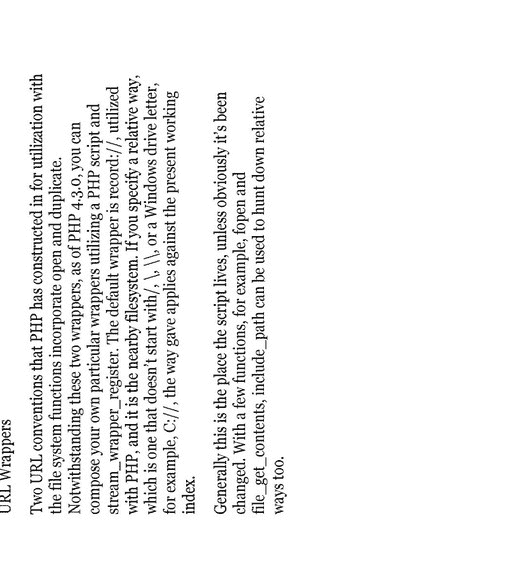 URL Wrappers
Two URL conventions that PHP has constructed in for utilization with
the file system functions incorporate open and duplicate.
Notwithstanding these two wrappers, as of PHP 4.3.0, you can
compose your own particular wrappers utilizing a PHP script and
stream_wrapper_register. The default wrapper is record://, utilized
with PHP, and it is the nearby filesystem. If you specify a relative way,
which is one that doesn't start with/, \, \\, or a Windows drive letter,
for example, C://, the way gave applies against the present working
index.
Generally this is the place the script lives, unless obviously it's been
changed. With a few functions, for example, fopen and
file_get_contents, include_path can be used to hunt down relative
ways too.